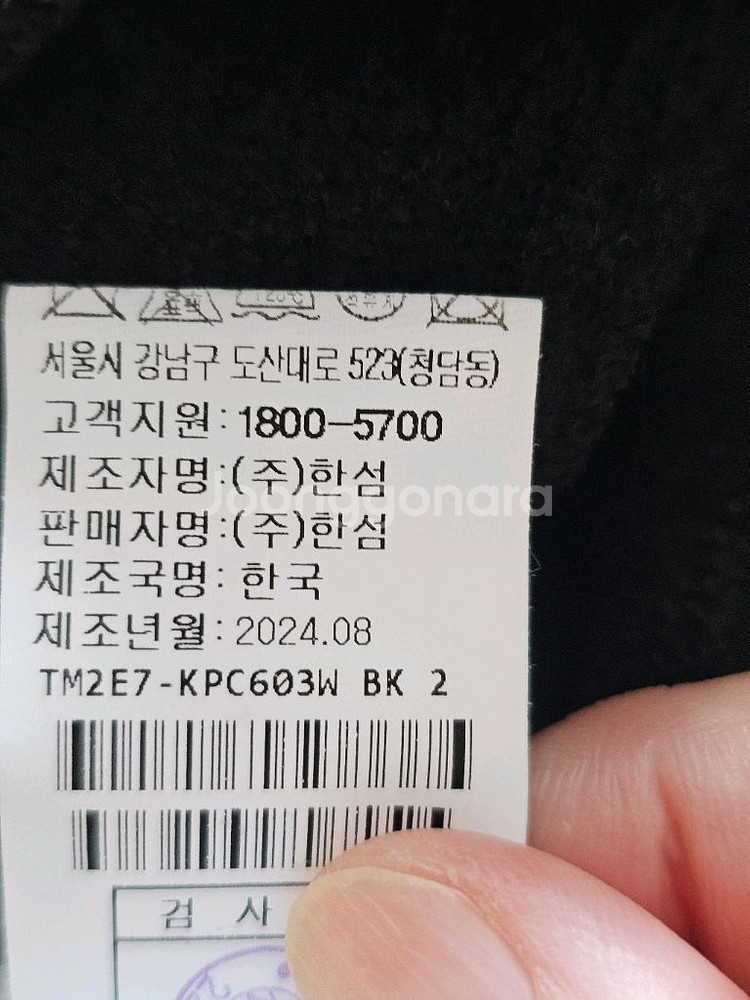 서울시 강남구 도산대로 523(청담동)
고객지원: 1800-5700
제조자명:(주)한섬
판매자명:(주)한섬
Joonggonara
제조국명: 한국
제조년월: 2024.08
TM2E7-KPC603W BK 2
검 사